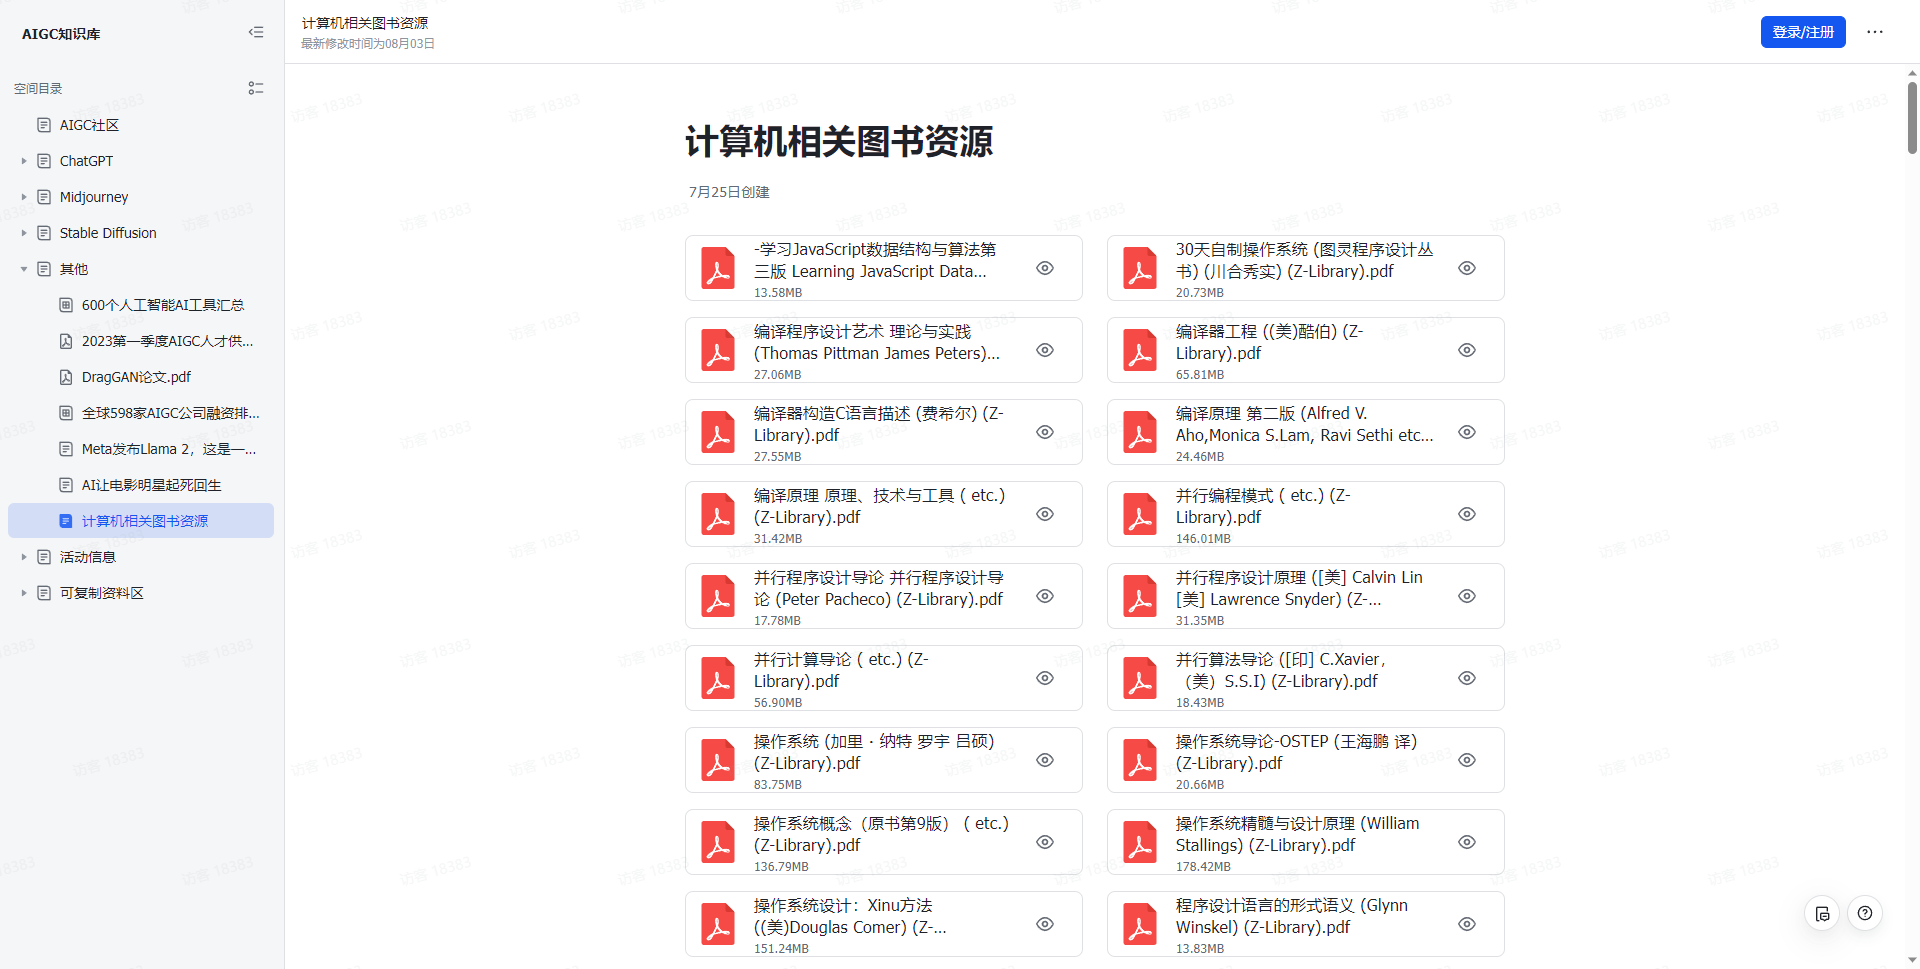 AIGC知识库
空间目录
AIGC社区
ChatGPT
Midjourney
Stable Diffusion
其他
600个人工智能AI工具汇总
2023第一季度AIGC人才供...
DragGAN论文.pdf
全球598家AIGC公司融资排...
Meta发布Llama 2，这是一...
AI让电影明星起死回生
计算机相关图书资源
活动信息
可复制资料区
计算机相关图书资源
最新修改时间为08月03日
登录/注册
计算机相关图书资源
7月25日创建
-学习JavaScript数据结构与算法第
三版 Learning JavaScript Data...
13.58MB
30天自制操作系统 (图灵程序设计丛
书) (川合秀实) (Z-Library).pdf
20.73MB
编译程序设计艺术 理论与实践
(Thomas Pittman James Peters)...
27.06MB
编译器工程 ((美)酷伯) (Z-
Library).pdf
65.81MB
编译器构造C语言描述 (费希尔) (Z-
Library).pdf
27.55MB
编译原理 第二版 (Alfred V.
Aho,Monica S.Lam, Ravi Sethi etc...
24.46MB
编译原理 原理、技术与工具 ( etc.)
(Z-Library).pdf
31.42MB
并行编程模式 ( etc.) (Z-
Library).pdf
146.01MB
并行程序设计导论 并行程序设计导
论 (Peter Pacheco) (Z-Library).pdf
17.78MB
并行程序设计原理 ([美] Calvin Lin
[美] Lawrence Snyder) (Z-...
31.35MB
并行计算导论 ( etc.) (Z-
Library).pdf
56.90MB
并行算法导论 ([印] C.Xavier，
（美）S.S.I) (Z-Library).pdf
18.43MB
操作系统 (加里 · 纳特 罗宇 吕硕)
(Z-Library).pdf
83.75MB
操作系统导论-OSTEP (王海鹏 译)
(Z-Library).pdf
20.66MB
操作系统概念（原书第9版） ( etc.)
(Z-Library).pdf
136.79MB
操作系统精髓与设计原理 (William
Stallings) (Z-Library).pdf
178.42MB
操作系统设计：Xinu方法
((美)Douglas Comer) (Z-...
151.24MB
程序设计语言的形式语义 (Glynn
Winskel) (Z-Library).pdf
13.83MB
访客 18383